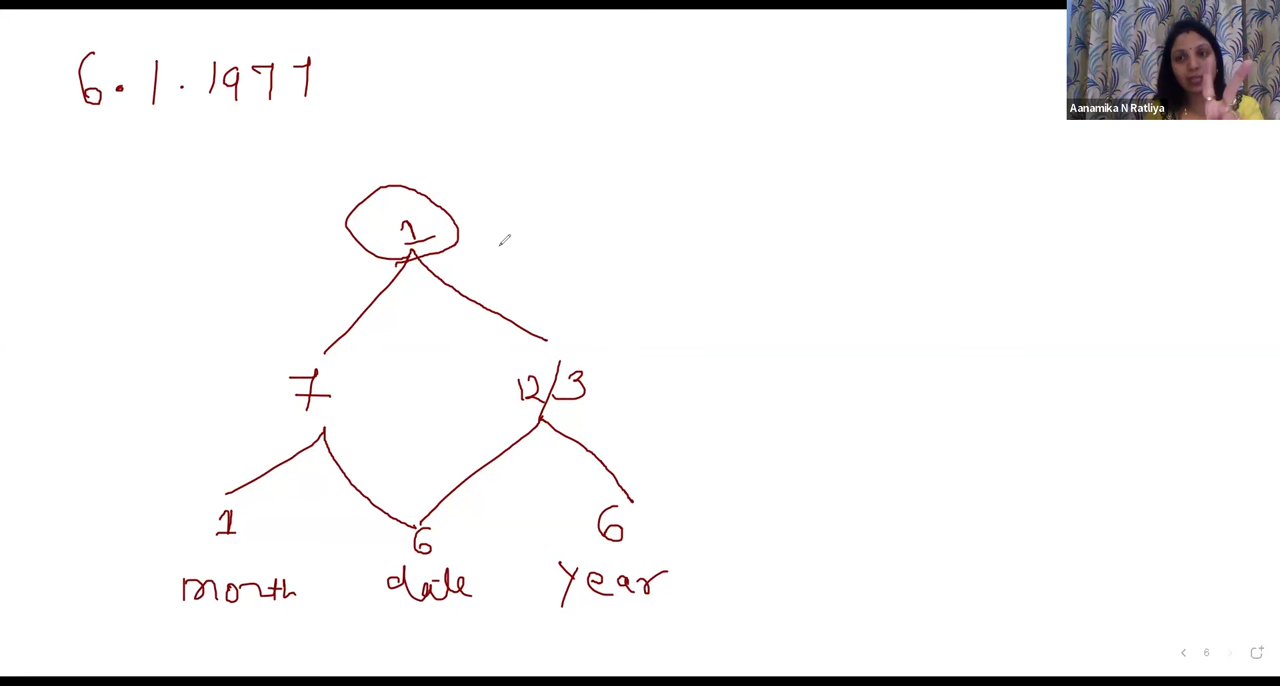 6.1.1977
Aanamika N Ratliya
1
7 12/3
1 6 6
month date year
6